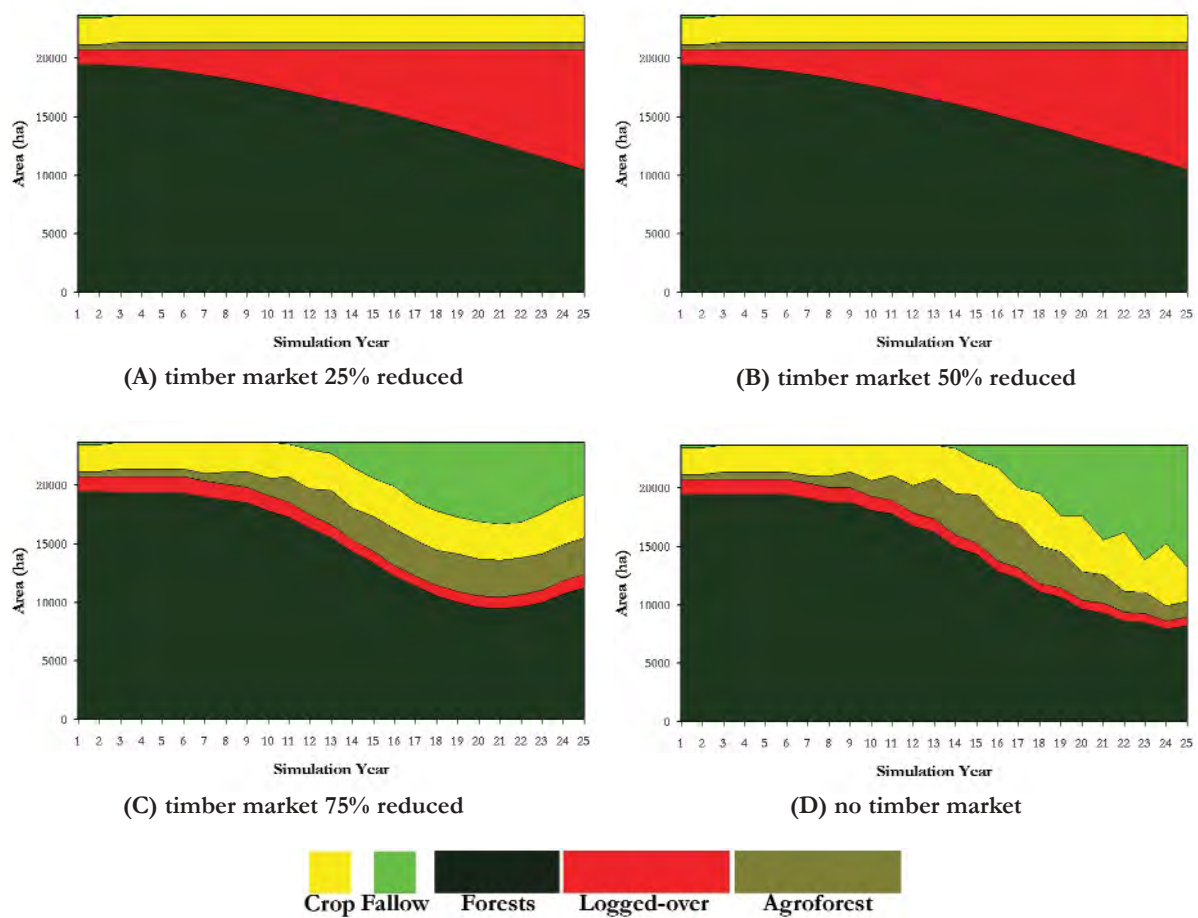 20000
15000
10000
5000
0
Area (ha)
1 2 3 4 5 6 7 8 9 10 11 12 13 14 15 16 17 18 19 20 21 22 23 24 25
Simulation Year
(A) timber market 25% reduced
20000
15000
10000
5000
0
Area (ha)
1 2 3 4 5 6 7 8 9 10 11 12 13 14 15 16 17 18 19 20 21 22 23 24 25
Simulation Year
(B) timber market 50% reduced
20000
15000
10000
5000
0
Area (ha)
1 2 3 4 5 6 7 8 9 10 11 12 13 14 15 16 17 18 19 20 21 22 23 24 25
Simulation Year
(C) timber market 75% reduced
20000
15000
10000
5000
0
Area (ha)
1 2 3 4 5 6 7 8 9 10 11 12 13 14 15 16 17 18 19 20 21 22 23 24 25
Simulation Year
(D) no timber market
Crop Fallow Forests Logged-over Agroforest